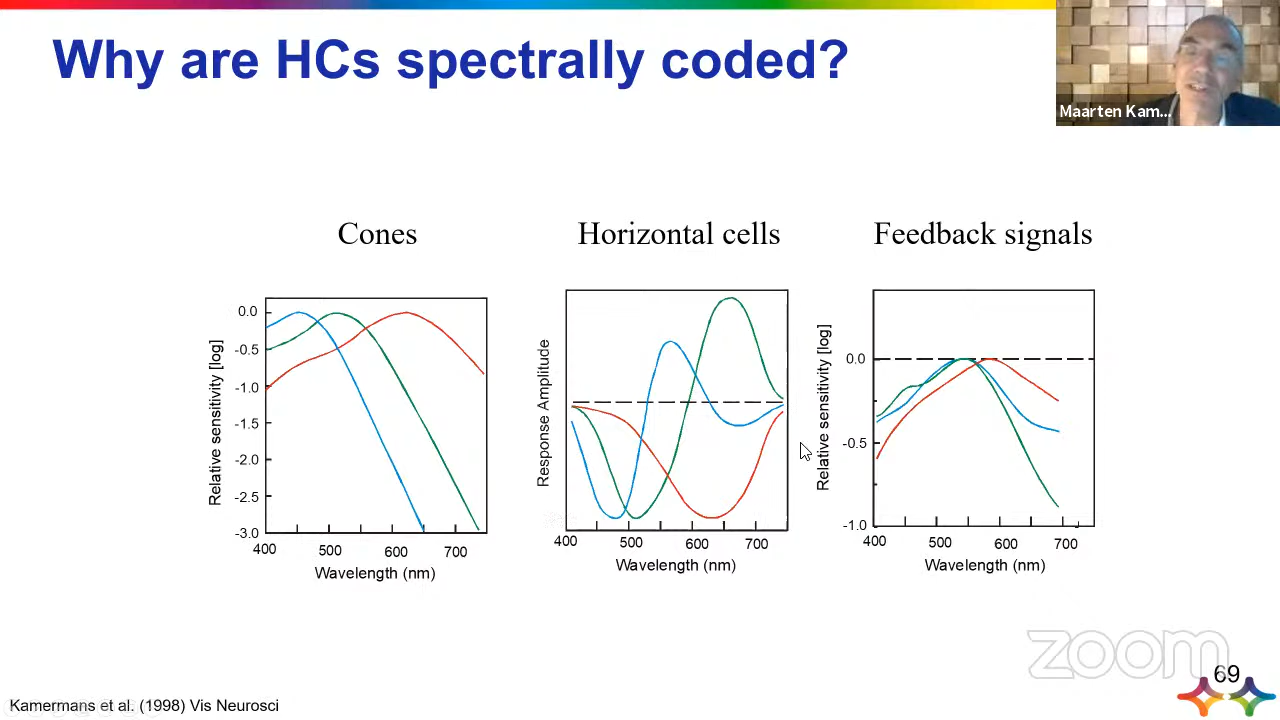 Why are HCs spectrally coded?
Maarten Kam...
Cones
Horizontal cells
Feedback signals
Relative sensitivity [log]
0.0
-0.5
-1.0
-1.5
-2.0
-2.5
-3.0
400 500 600 700
Wavelength (nm)
Response Amplitude
400 500 600 700
Wavelength (nm)
Relative sensitivity [log]
0.0
-0.5
-1.0
400 500 600 700
Wavelength (nm)
zoom
69
Kamermans et al. (1998) Vis Neurosci